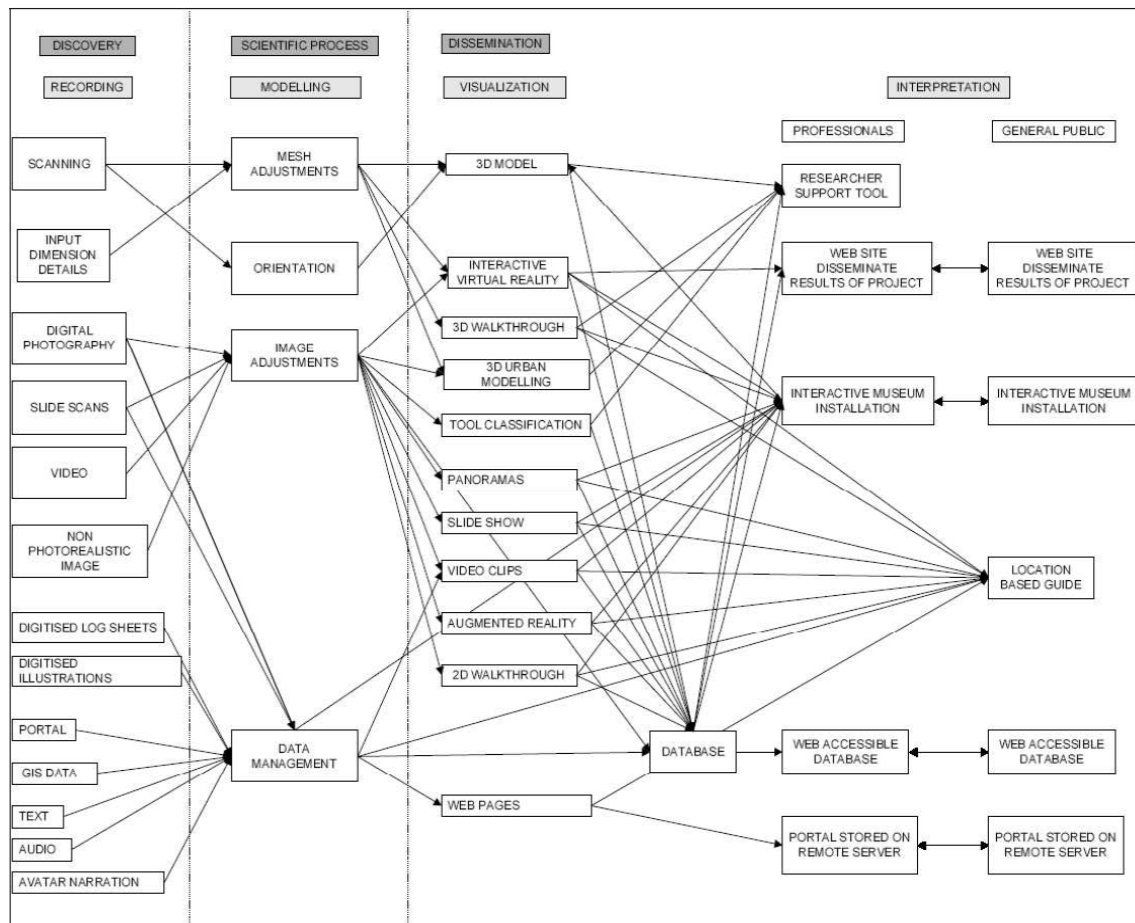 DISCOVERY
SCIENTIFIC PROCESS
DISSEMINATION
RECORDING
MODELLING
VISUALIZATION
INTERPRETATION
PROFESSIONALS
GENERAL PUBLIC
SCANNING
INPUT
DIMENSION
DETAILS
DIGITAL
PHOTOGRAPHY
SLIDE SCANS
VIDEO
NON
PHOTOREALISTIC
IMAGE
DIGITISED LOG SHEETS
DIGITISED
ILLUSTRATIONS
PORTAL
GIS DATA
TEXT
AUDIO
AVATAR NARRATION
MESH
ADJUSTMENTS
ORIENTATION
IMAGE
ADJUSTMENTS
DATA
MANAGEMENT
3D MODEL
INTERACTIVE
VIRTUAL REALITY
3D WALKTHROUGH
3D URBAN
MODELLING
TOOL CLASSIFICATION
PANORAMAS
SLIDE SHOW
VIDEO CLIPS
AUGMENTED REALITY
2D WALKTHROUGH
DATABASE
WEB PAGES
RESEARCHER
SUPPORT TOOL
WEB SITE
DISSEMINATE
RESULTS OF PROJECT
INTERACTIVE MUSEUM
INSTALLATION
WEB ACCESSIBLE
DATABASE
PORTAL STORED ON
REMOTE SERVER
WEB SITE
DISSEMINATE
RESULTS OF PROJECT
INTERACTIVE MUSEUM
INSTALLATION
LOCATION
BASED GUIDE
WEB ACCESSIBLE
DATABASE
PORTAL STORED ON
REMOTE SERVER